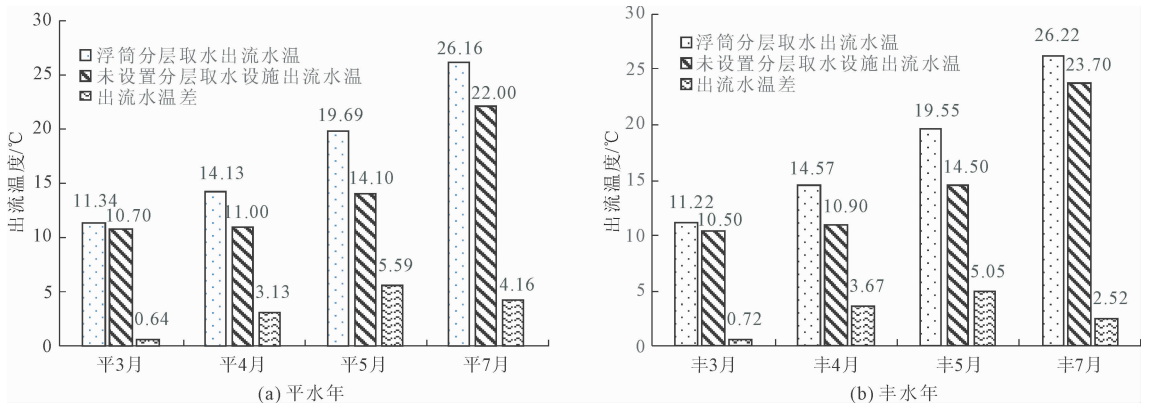 30
25
20
15
10
5
0
出流温度/℃
浮筒分层取水出流水温
未设置分层取水设施出流水温
出流水温差
11.34
10.70
0.64
14.13
11.00
3.13
19.69
14.10
5.59
26.16
22.00
4.16
平3月
平4月
平5月
平7月
(a) 平水年
30
25
20
15
10
5
0
出流温度/℃
浮筒分层取水出流水温
未设置分层取水设施出流水温
出流水温差
11.22
10.50
0.72
14.57
10.90
3.67
19.55
14.50
5.05
26.22
23.70
2.52
丰3月
丰4月
丰5月
丰7月
(b) 丰水年